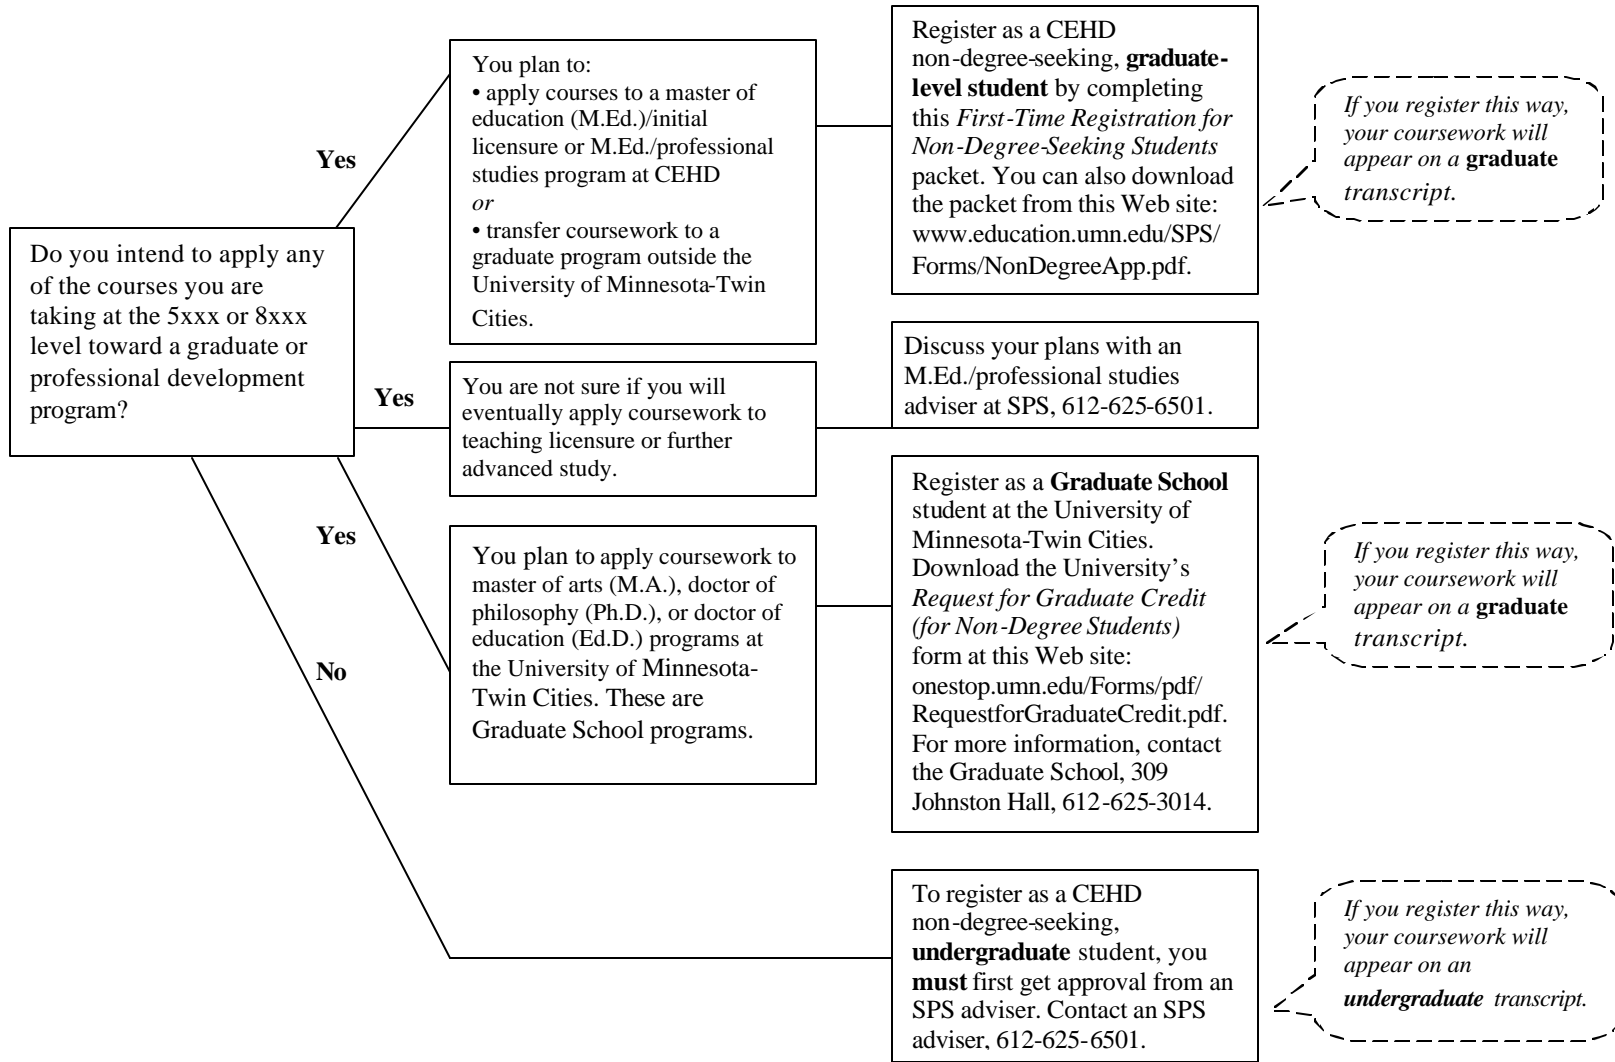 Do you intend to apply any
of the courses you are
taking at the 5xxx or 8xxx
level toward a graduate or
professional development
program?
Yes
You plan to:
• apply courses to a master of
education (M.Ed.)/initial
licensure or M.Ed./professional
studies program at CEHD
or
• transfer coursework to a
graduate program outside the
University of Minnesota-Twin
Cities.
Register as a CEHD
non-degree-seeking, graduate-
level student by completing
this First-Time Registration for
Non-Degree-Seeking Students
packet. You can also download
the packet from this Web site:
www.education.umn.edu/SPS/
Forms/NonDegreeApp.pdf.
If you register this way,
your coursework will
appear on a graduate
transcript.
Yes
You are not sure if you will
eventually apply coursework to
teaching licensure or further
advanced study.
Discuss your plans with an
M.Ed./professional studies
adviser at SPS, 612-625-6501.
Yes
You plan to apply coursework to
master of arts (M.A.), doctor of
philosophy (Ph.D.), or doctor of
education (Ed.D.) programs at
the University of Minnesota-
Twin Cities. These are
Graduate School programs.
Register as a Graduate School
student at the University of
Minnesota-Twin Cities.
Download the University's
Request for Graduate Credit
(for Non-Degree Students)
form at this Web site:
onestop.umn.edu/Forms/pdf/
RequestforGraduateCredit.pdf.
For more information, contact
the Graduate School, 309
Johnston Hall, 612-625-3014.
If you register this way,
your coursework will
appear on a graduate
transcript.
No
To register as a CEHD
non-degree-seeking,
undergraduate student, you
must first get approval from an
SPS adviser. Contact an SPS
adviser, 612-625-6501.
If you register this way,
your coursework will
appear on an
undergraduate transcript.